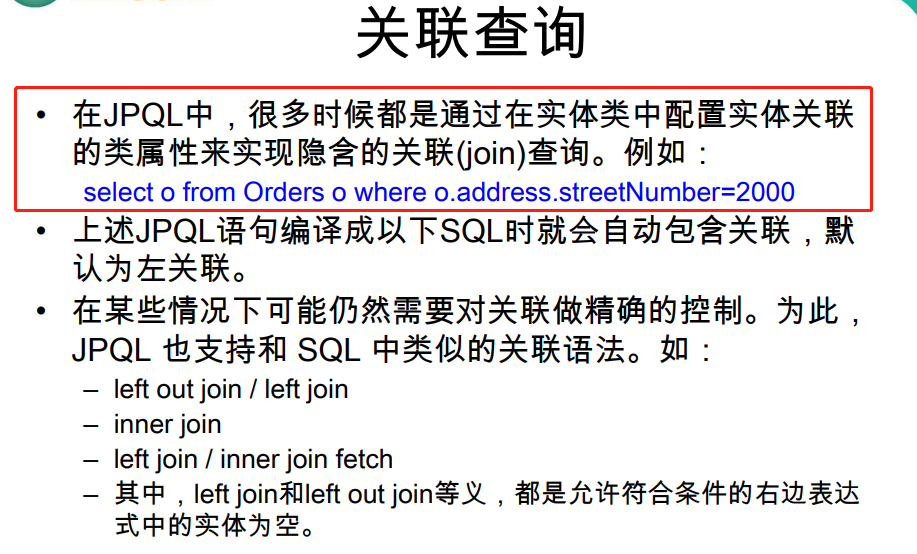 关联查询
• 在JPQL中，很多时候都是通过在实体类中配置实体关联
的类属性来实现隐含的关联(join)查询。例如：
select o from Orders o where o.address.streetNumber=2000
• 上述JPQL语句编译成以下SQL时就会自动包含关联，默
认为左关联。
• 在某些情况下可能仍然需要对关联做精确的控制。为此，
JPQL 也支持和 SQL 中类似的关联语法。如：
– left out join / left join
– inner join
– left join / inner join fetch
– 其中，left join和left out join等义，都是允许符合条件的右边表达
式中的实体为空。